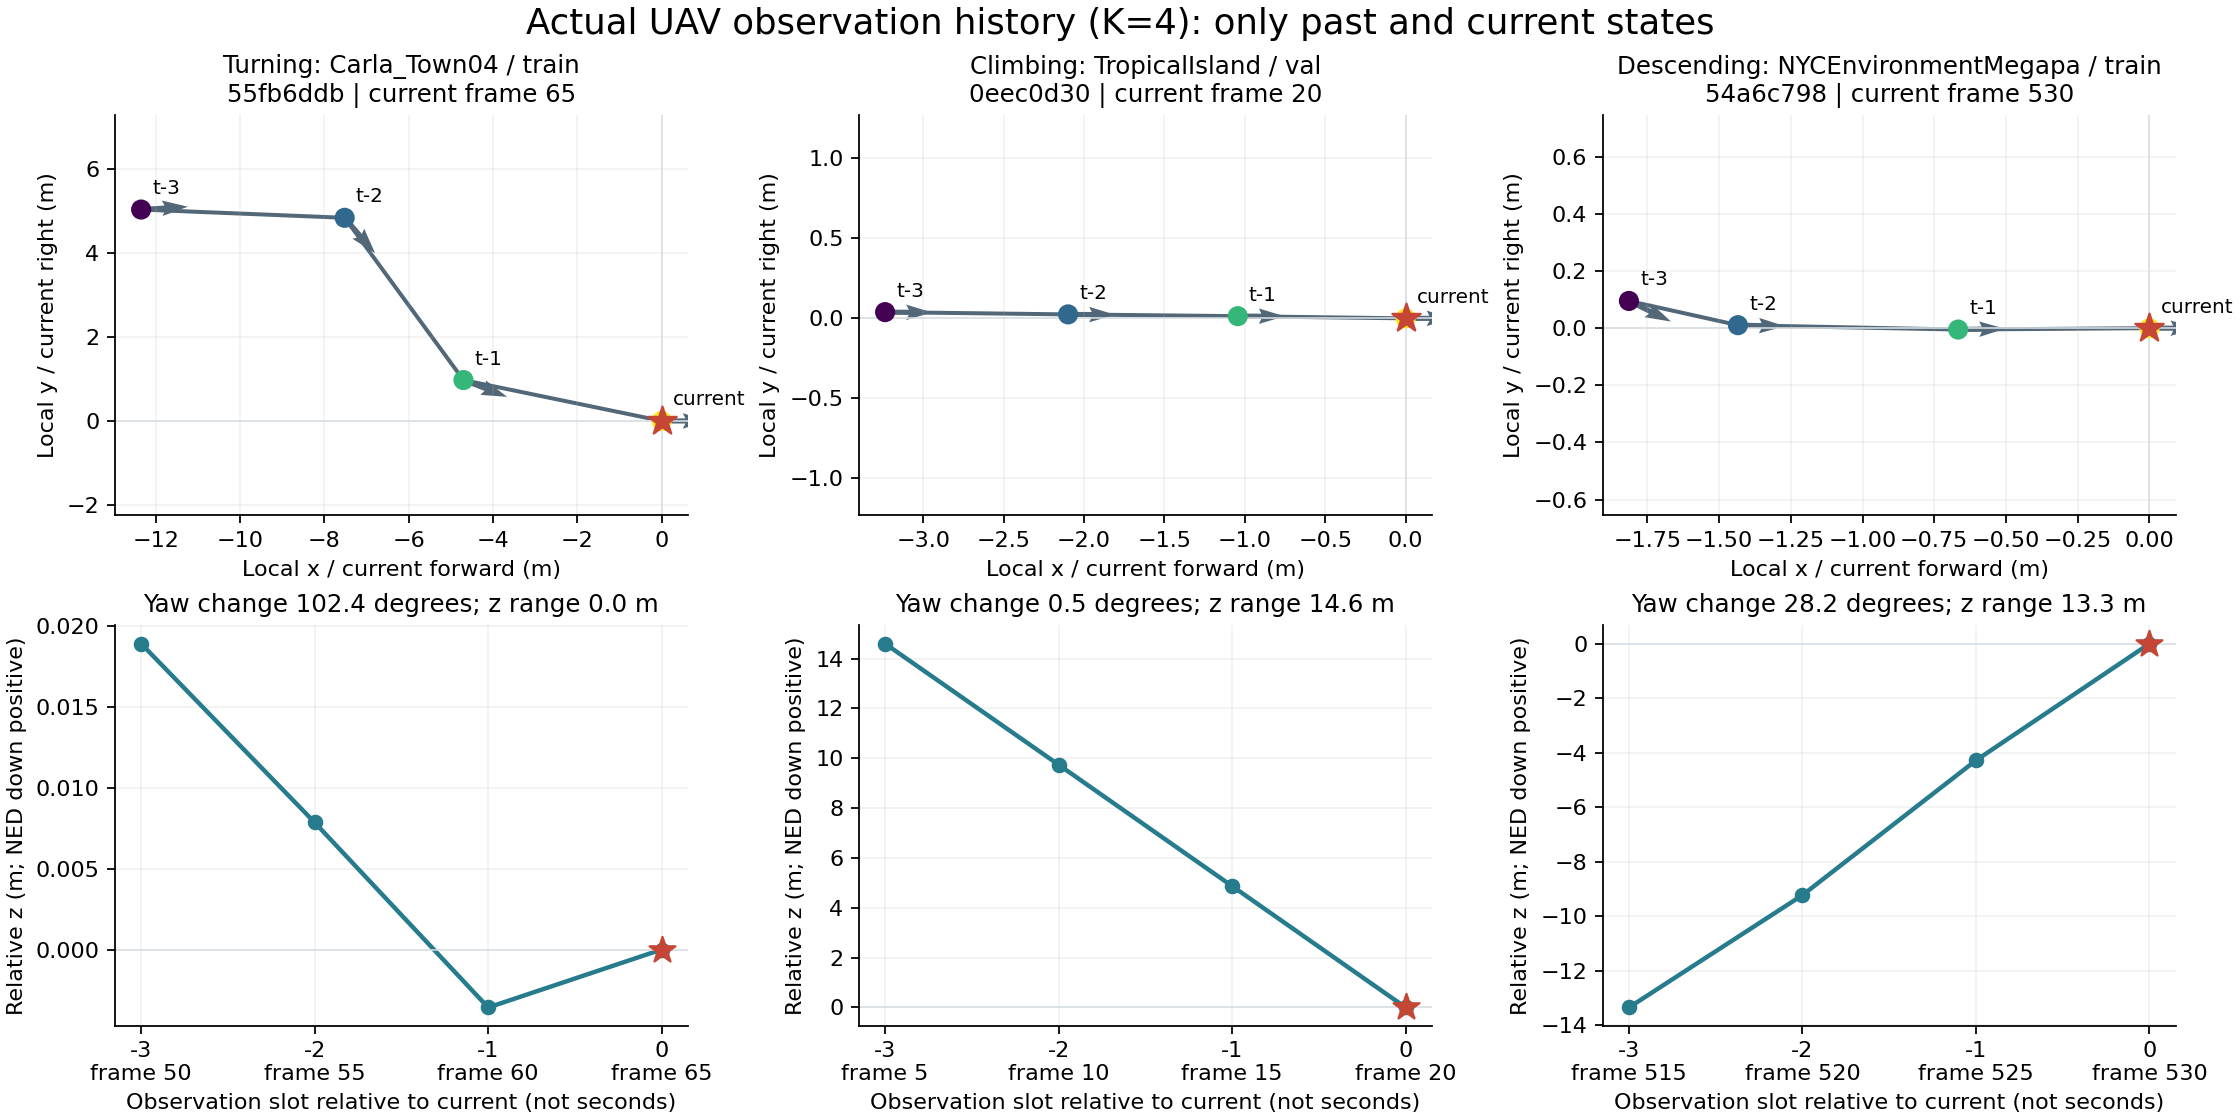 Actual UAV observation history (K=4): only past and current states
Turning: Carla_Town04 / train
55fb6ddb | current frame 65
Local y / current right (m)
6
4
2
0
−2
t-3
t-2
t-1
current
−12
−10
−8
−6
−4
−2
0
Local x / current forward (m)
Climbing: TropicalIsland / val
0eec0d30 | current frame 20
Local y / current right (m)
1.0
0.5
0.0
−0.5
−1.0
t-3
t-2
t-1
current
−3.0
−2.5
−2.0
−1.5
−1.0
−0.5
0.0
Local x / current forward (m)
Descending: NYCEnvironmentMegapa / train
54a6c798 | current frame 530
Local y / current right (m)
0.6
0.4
0.2
0.0
−0.2
−0.4
−0.6
t-3
t-2
t-1
current
−1.75
−1.50
−1.25
−1.00
−0.75
−0.50
−0.25
0.00
Local x / current forward (m)
Yaw change 102.4 degrees; z range 0.0 m
Relative z (m; NED down positive)
0.020
0.015
0.010
0.005
0.000
-3
-2
-1
0
frame 50
frame 55
frame 60
frame 65
Observation slot relative to current (not seconds)
Yaw change 0.5 degrees; z range 14.6 m
Relative z (m; NED down positive)
14
12
10
8
6
4
2
0
-3
-2
-1
0
frame 5
frame 10
frame 15
frame 20
Observation slot relative to current (not seconds)
Yaw change 28.2 degrees; z range 13.3 m
Relative z (m; NED down positive)
0
−2
−4
−6
−8
−10
−12
−14
-3
-2
-1
0
frame 515
frame 520
frame 525
frame 530
Observation slot relative to current (not seconds)